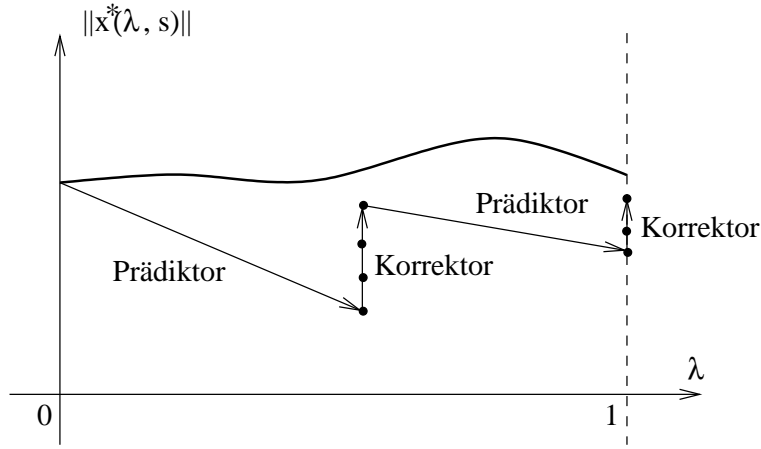 ||x*(λ, s)||
Prädiktor
Korrektor
Prädiktor
Korrektor
λ
0
1